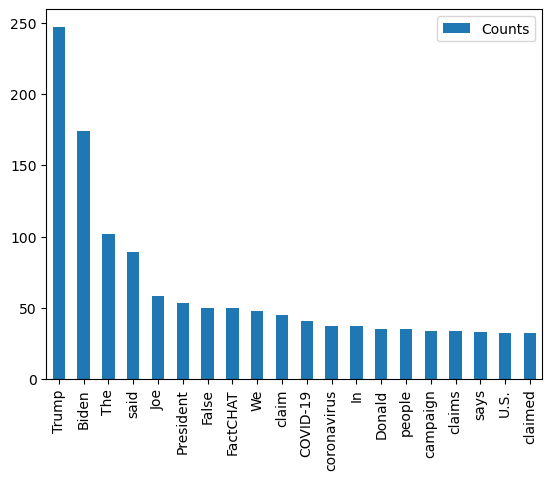 250
200
150
100
50
0
Counts
Trump
Biden
The
said
Joe
President
False
FactCHAT
We
claim
COVID-19
coronavirus
In
Donald
people
campaign
claims
says
U.S.
claimed